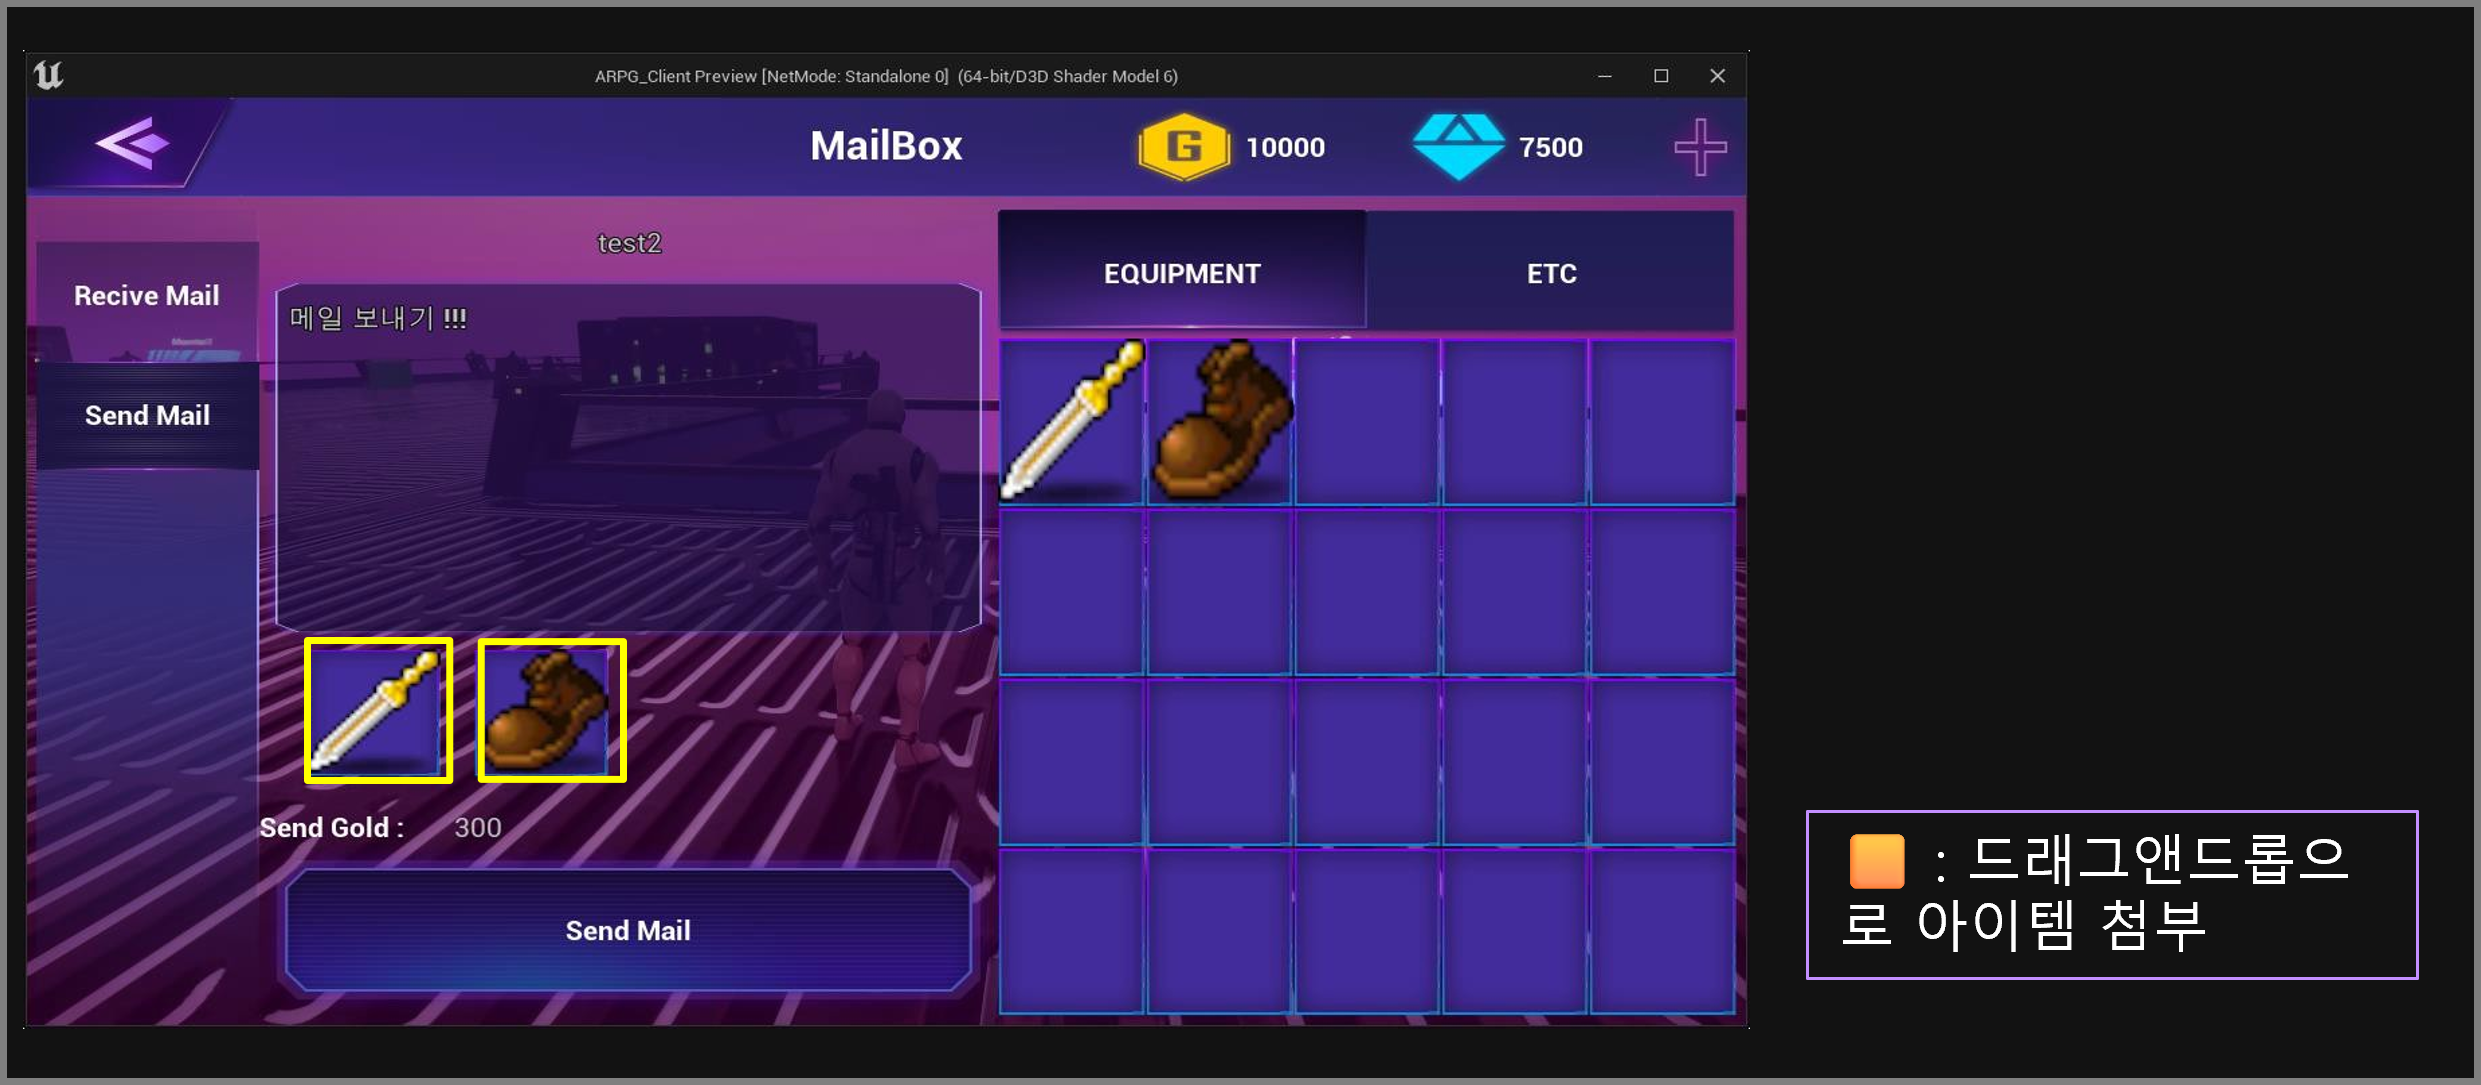 ARPG_Client Preview [NetMode: Standalone 0] (64-bit/D3D Shader Model 6)
MailBox
G
10000
7500
Recive Mail
Send Mail
test2
메일 보내기 !!!
Send Gold :
300
Send Mail
EQUIPMENT
ETC
: 드래그앤드롭으
로 아이템 첨부